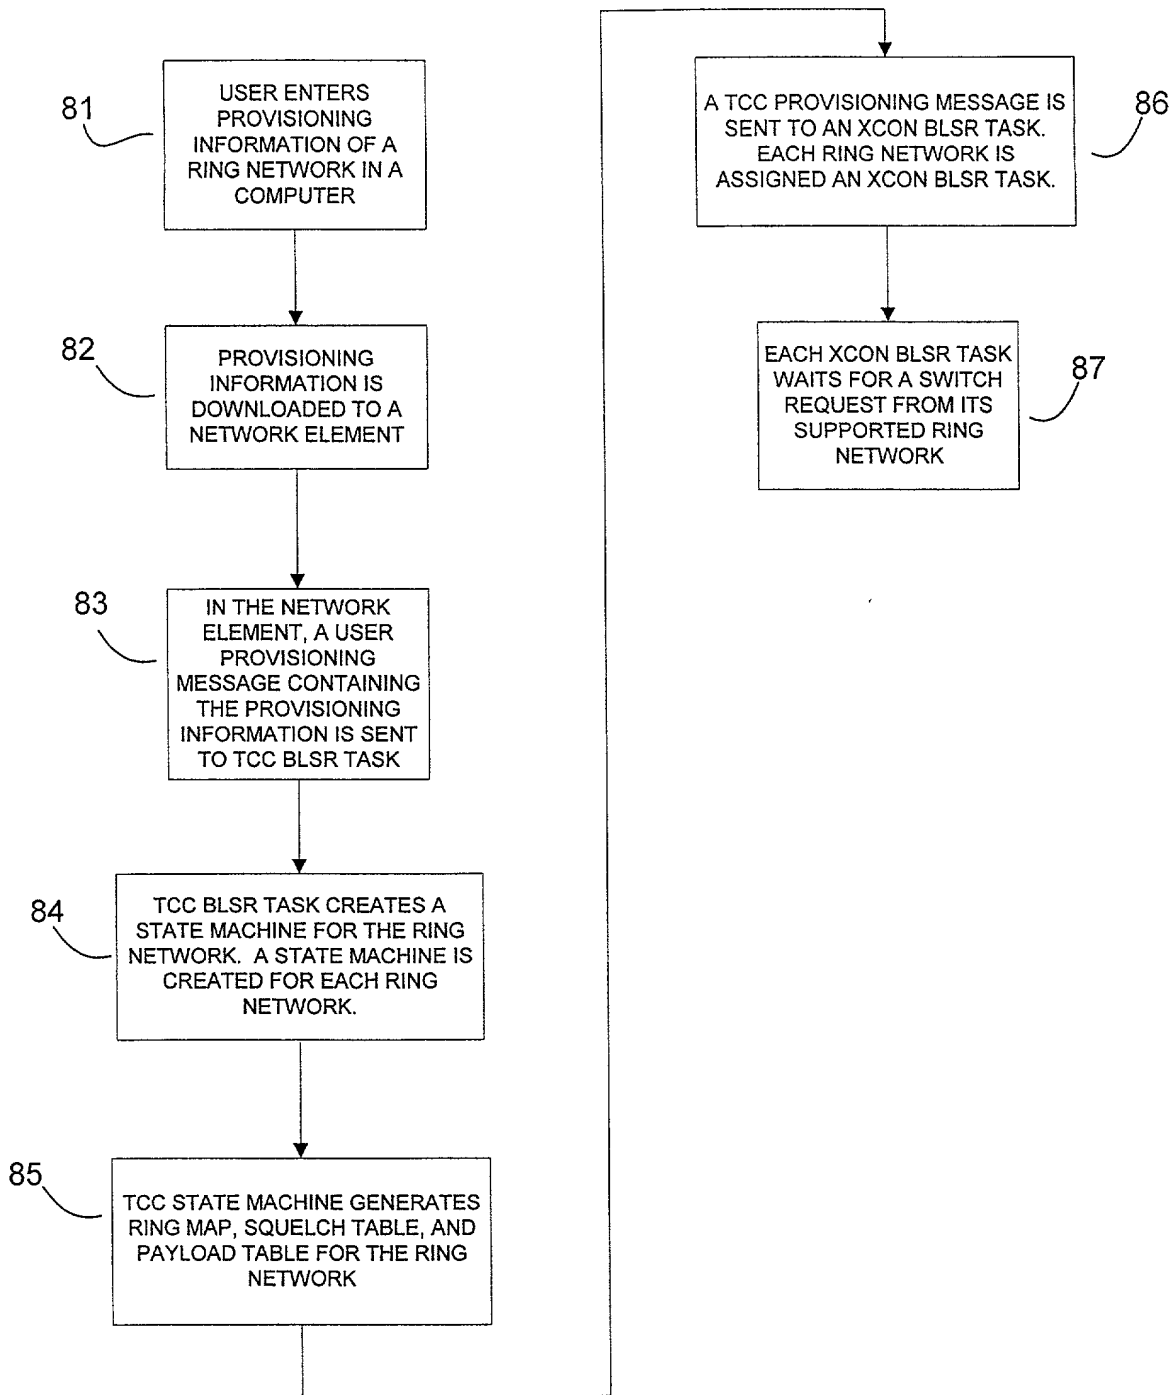 81
USER ENTERS
PROVISIONING
INFORMATION OF A
RING NETWORK IN A
COMPUTER
82
PROVISIONING
INFORMATION IS
DOWNLOADED TO A
NETWORK ELEMENT
83
IN THE NETWORK
ELEMENT, A USER
PROVISIONING
MESSAGE CONTAINING
THE PROVISIONING
INFORMATION IS SENT
TO TCC BLSR TASK
84
TCC BLSR TASK CREATES A
STATE MACHINE FOR THE RING
NETWORK. A STATE MACHINE IS
CREATED FOR EACH RING
NETWORK.
85
TCC STATE MACHINE GENERATES
RING MAP, SQUELCH TABLE, AND
PAYLOAD TABLE FOR THE RING
NETWORK
86
A TCC PROVISIONING MESSAGE IS
SENT TO AN XCON BLSR TASK.
EACH RING NETWORK IS
ASSIGNED AN XCON BLSR TASK.
87
EACH XCON BLSR TASK
WAITS FOR A SWITCH
REQUEST FROM ITS
SUPPORTED RING
NETWORK